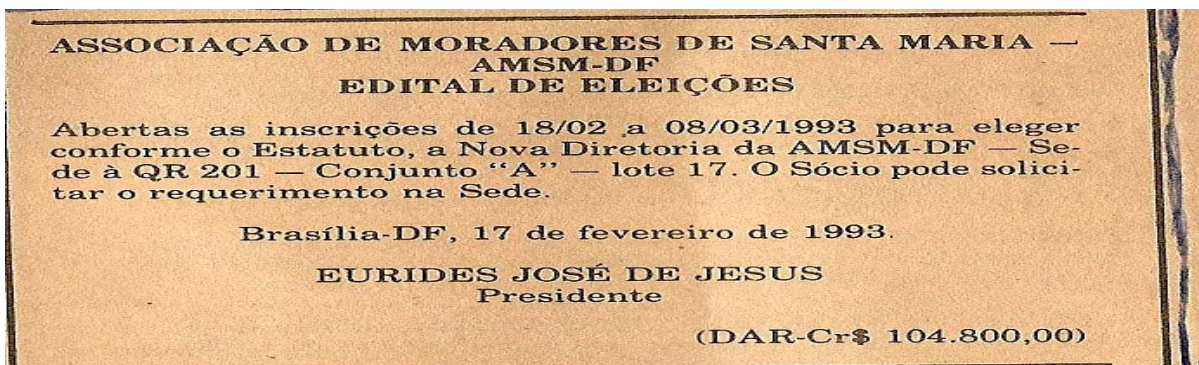 ASSOCIAÇÃO DE MORADORES DE SANTA MARIA —
AMSM-DF
EDITAL DE ELEIÇÕES
Abertas as inscrições de 18/02 a 08/03/1993 para eleger
conforme o Estatuto, a Nova Diretoria da AMSM-DF — Se-
de à QR 201 — Conjunto “A” — lote 17. O Sócio pode solici-
tar o requerimento na Sede.
Brasília-DF, 17 de fevereiro de 1993.
EURIDES JOSÉ DE JESUS
Presidente
(DAR-Cr$ 104.800,00)